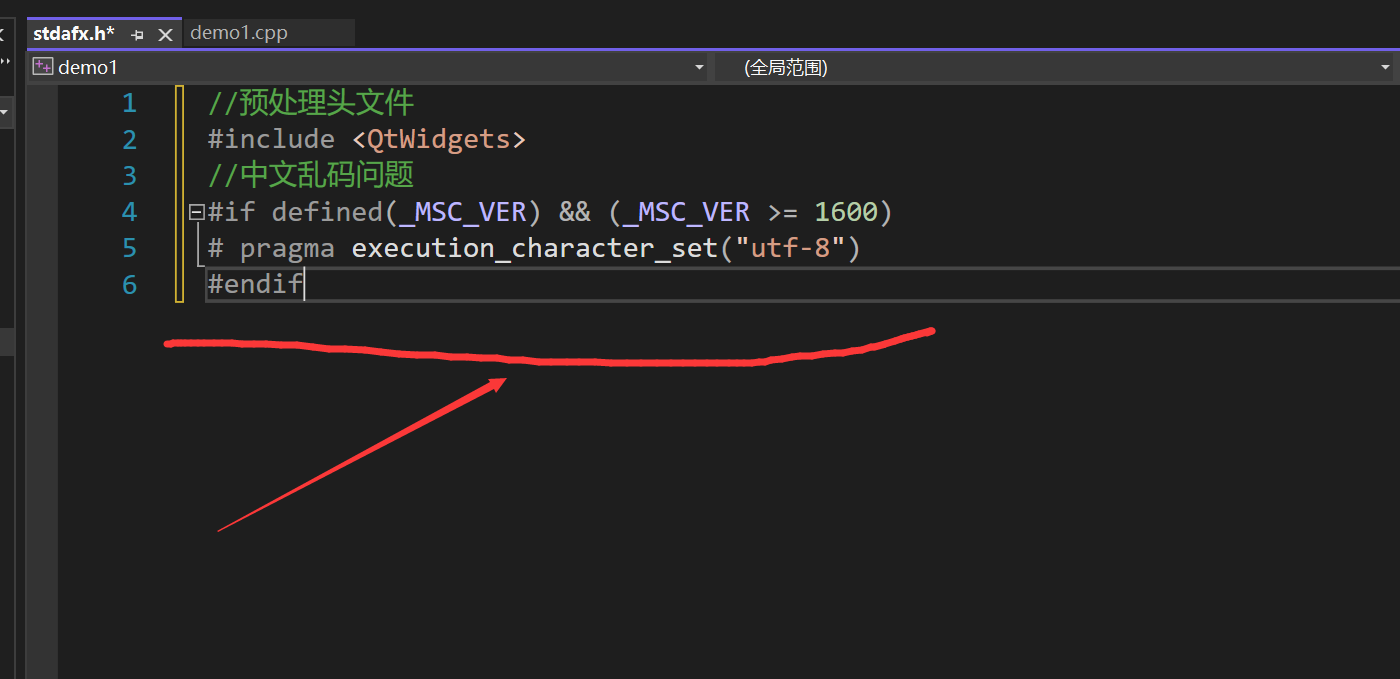 stdafx.h* demo1.cpp
demo1 (全局范围)
1 //预处理头文件
2 #include <QtWidgets>
3 //中文乱码问题
4 #if defined(_MSC_VER) && (_MSC_VER >= 1600)
5 # pragma execution_character_set("utf-8")
6 #endif